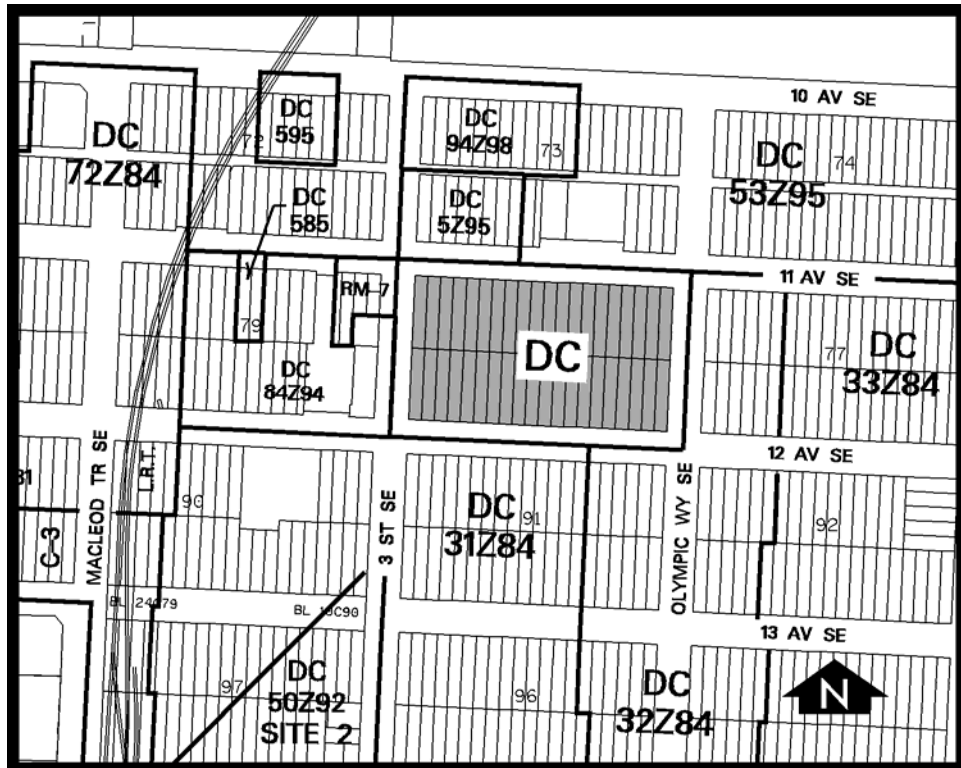 10 AV SE
DC
595
72
DC
94Z98
73
DC
72Z84
DC
53Z95
74
DC
585
DC
5Z95
11 AV SE
RM-7
79
DC
84Z94
DC
77
DC
33Z84
12 AV SE
31
C-3
MACLEOD TR SE
L.R.T.
90
3 ST SE
DC
31Z84
91
OLYMPIC WY SE
92
BL 24979
BL 15C90
13 AV SE
DC
50Z92
SITE 2
97
96
DC
32Z84
N